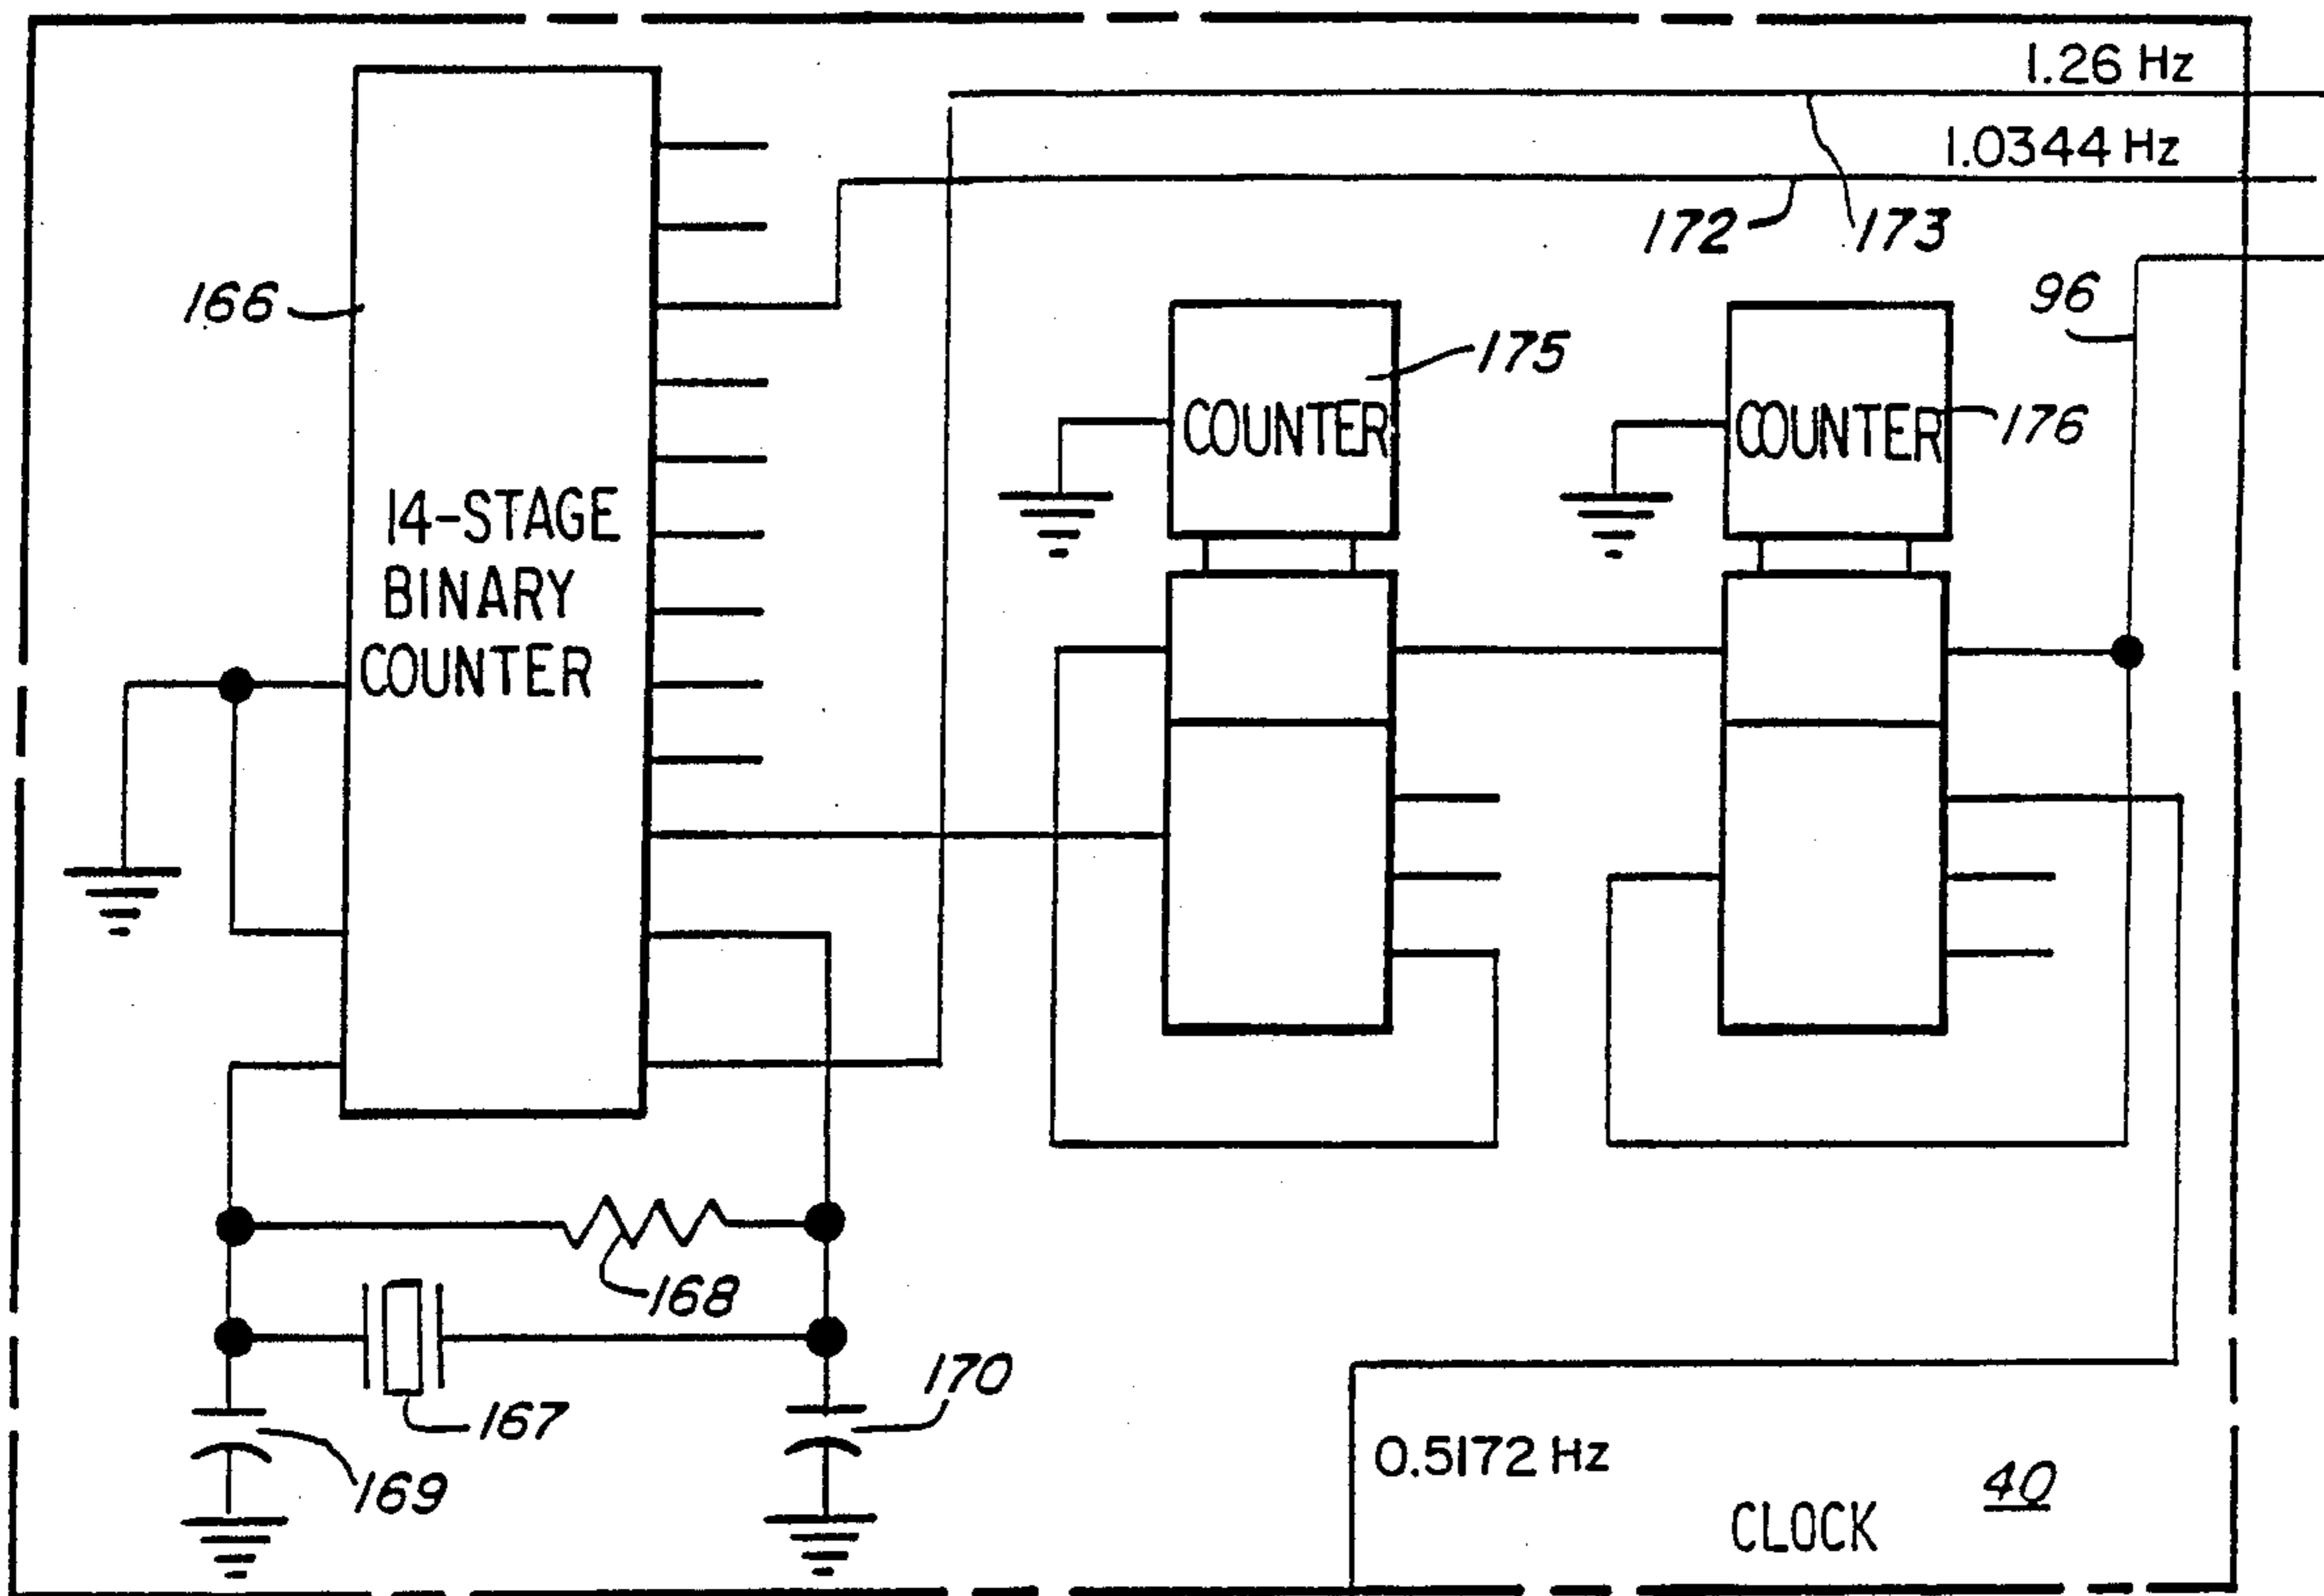 1.26 Hz
1.0344 Hz
172
173
96
166
175
COUNTER
COUNTER
176
14-STAGE
BINARY
COUNTER
168
167
170
169
0.5172 Hz
40
CLOCK